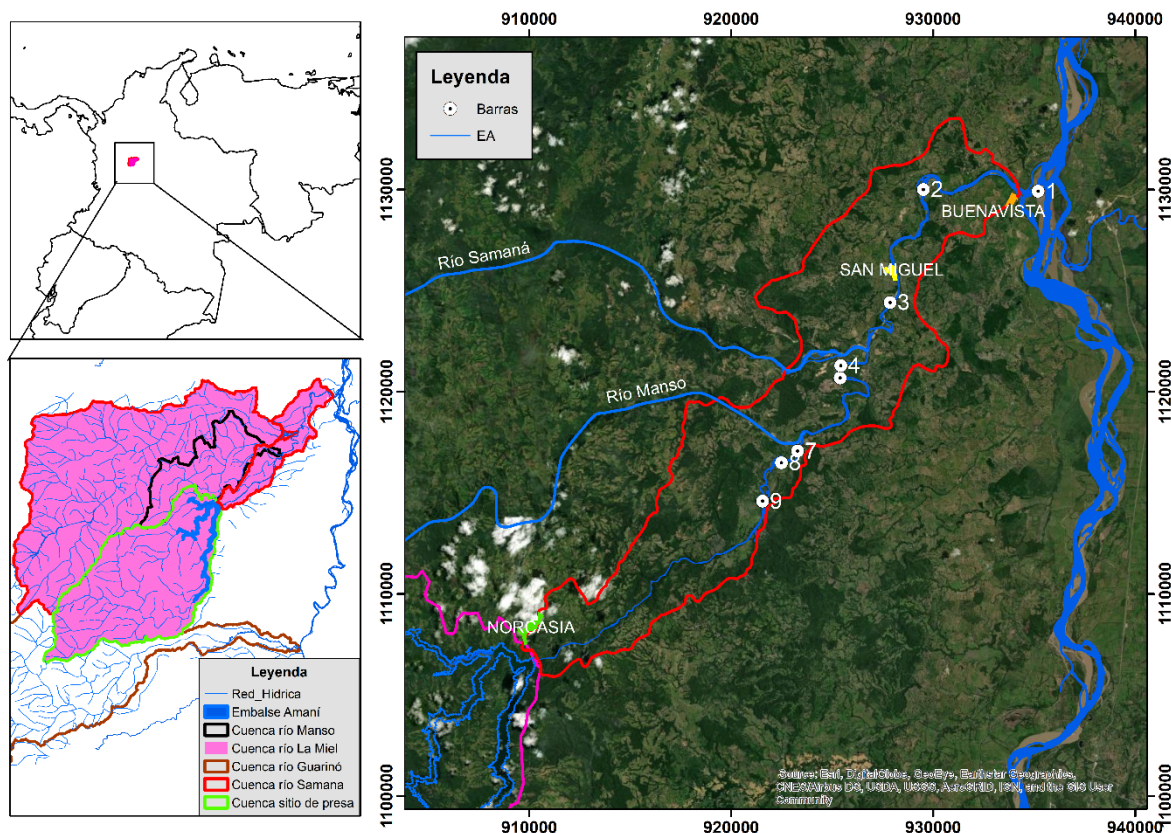 910000
920000
930000
940000
Leyenda
Barras
EA
1130000
1120000
1110000
1100000
2
1
BUENAVISTA
SAN MIGUEL
3
Río Samaná
4
Río Manso
7
8
9
NORCASIA
Source: Esri, DigitalGlobe, GeoEye, Earthstar Geographics,
CNES/Airbus DS, USDA, USGS, AeroGRID, IGN, and the GIS User
Community
1130000
1120000
1110000
1100000
910000
920000
930000
940000
Leyenda
Red_Hídrica
Embalse Amaní
Cuenca río Manso
Cuenca río La Miel
Cuenca río Guarinó
Cuenca río Samana
Cuenca sitio de presa